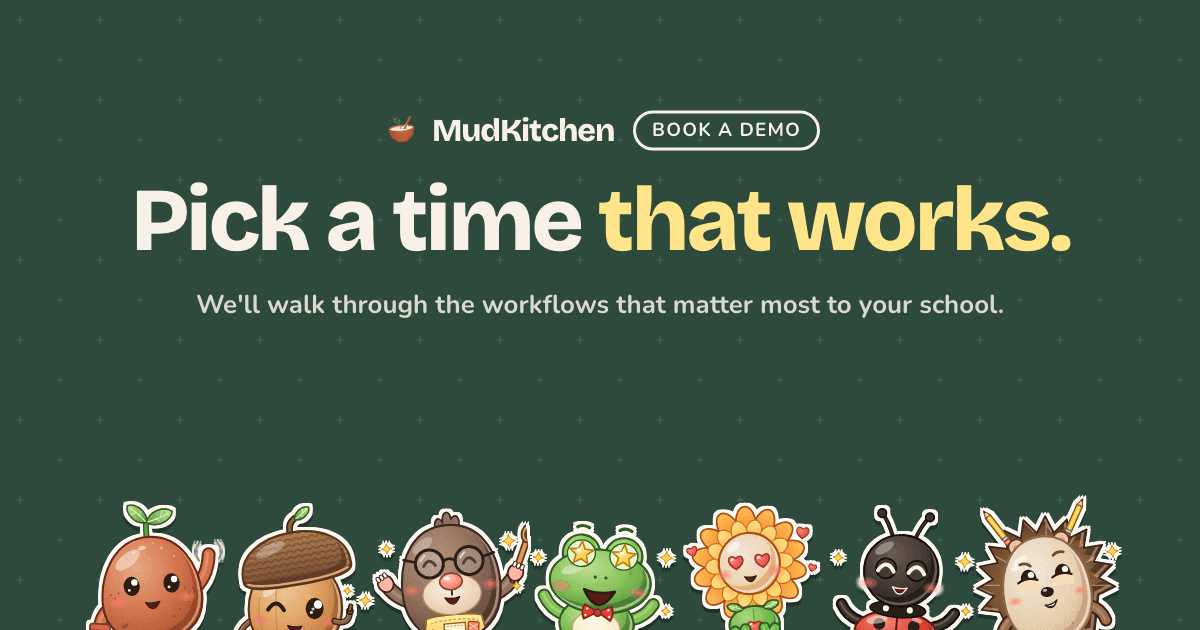 MudKitchen BOOK A DEMO
Pick a time that works.
We'll walk through the workflows that matter most to your school.